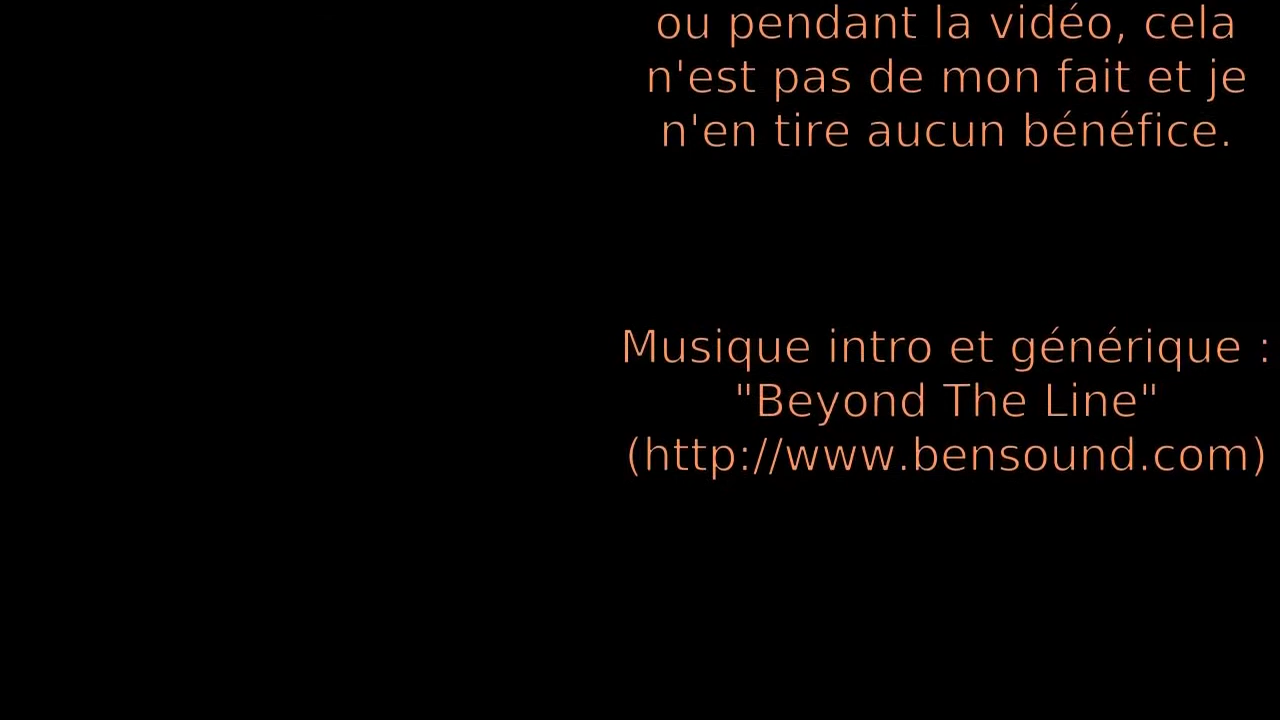 ou pendant la vidéo, cela
n'est pas de mon fait et je
n'en tire aucun bénéfice.
Musique intro et générique :
"Beyond The Line"
(http://www.bensound.com)